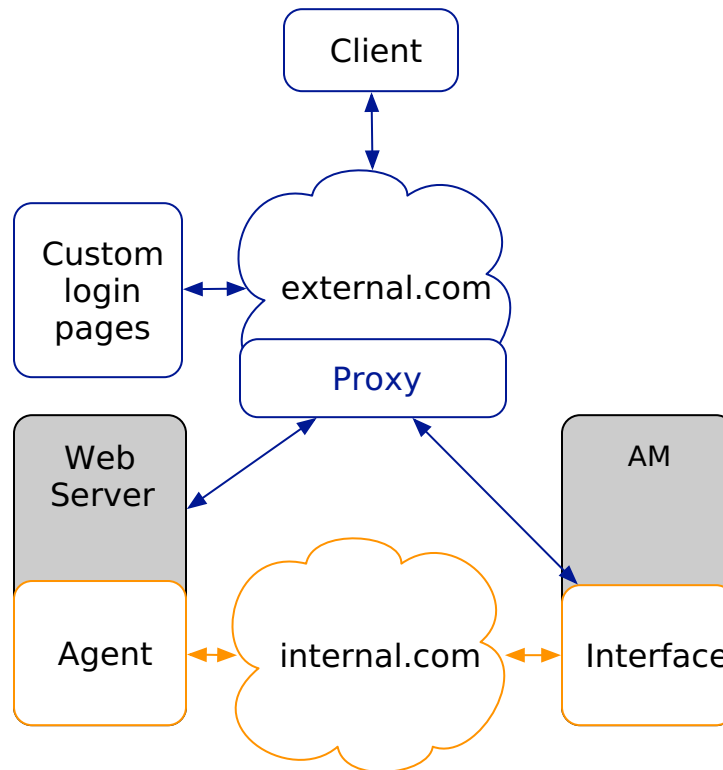 Client
Custom
login
pages
external.com
Proxy
Web
Server
AM
Agent
internal.com
Interface